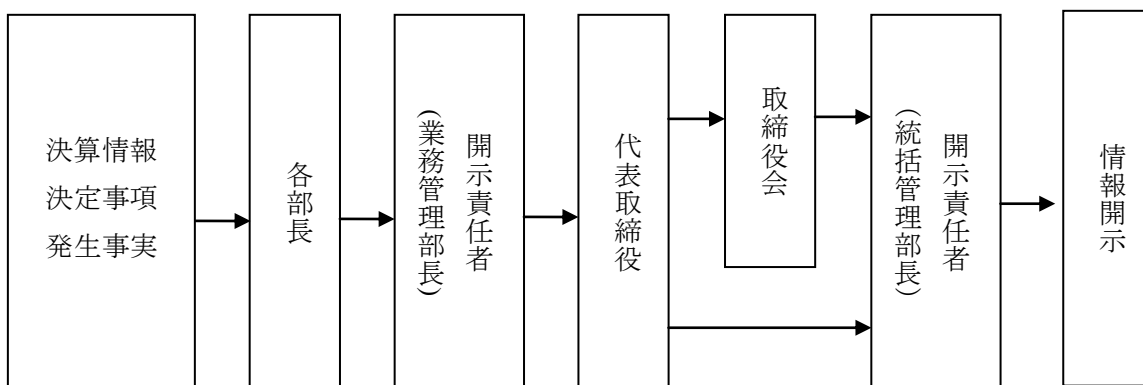 決算情報
決定事項
発生事実
各部長
開示責任者
(業務管理部長)
代表取締役
取締役会
開示責任者
(統括管理部長)
情報開示